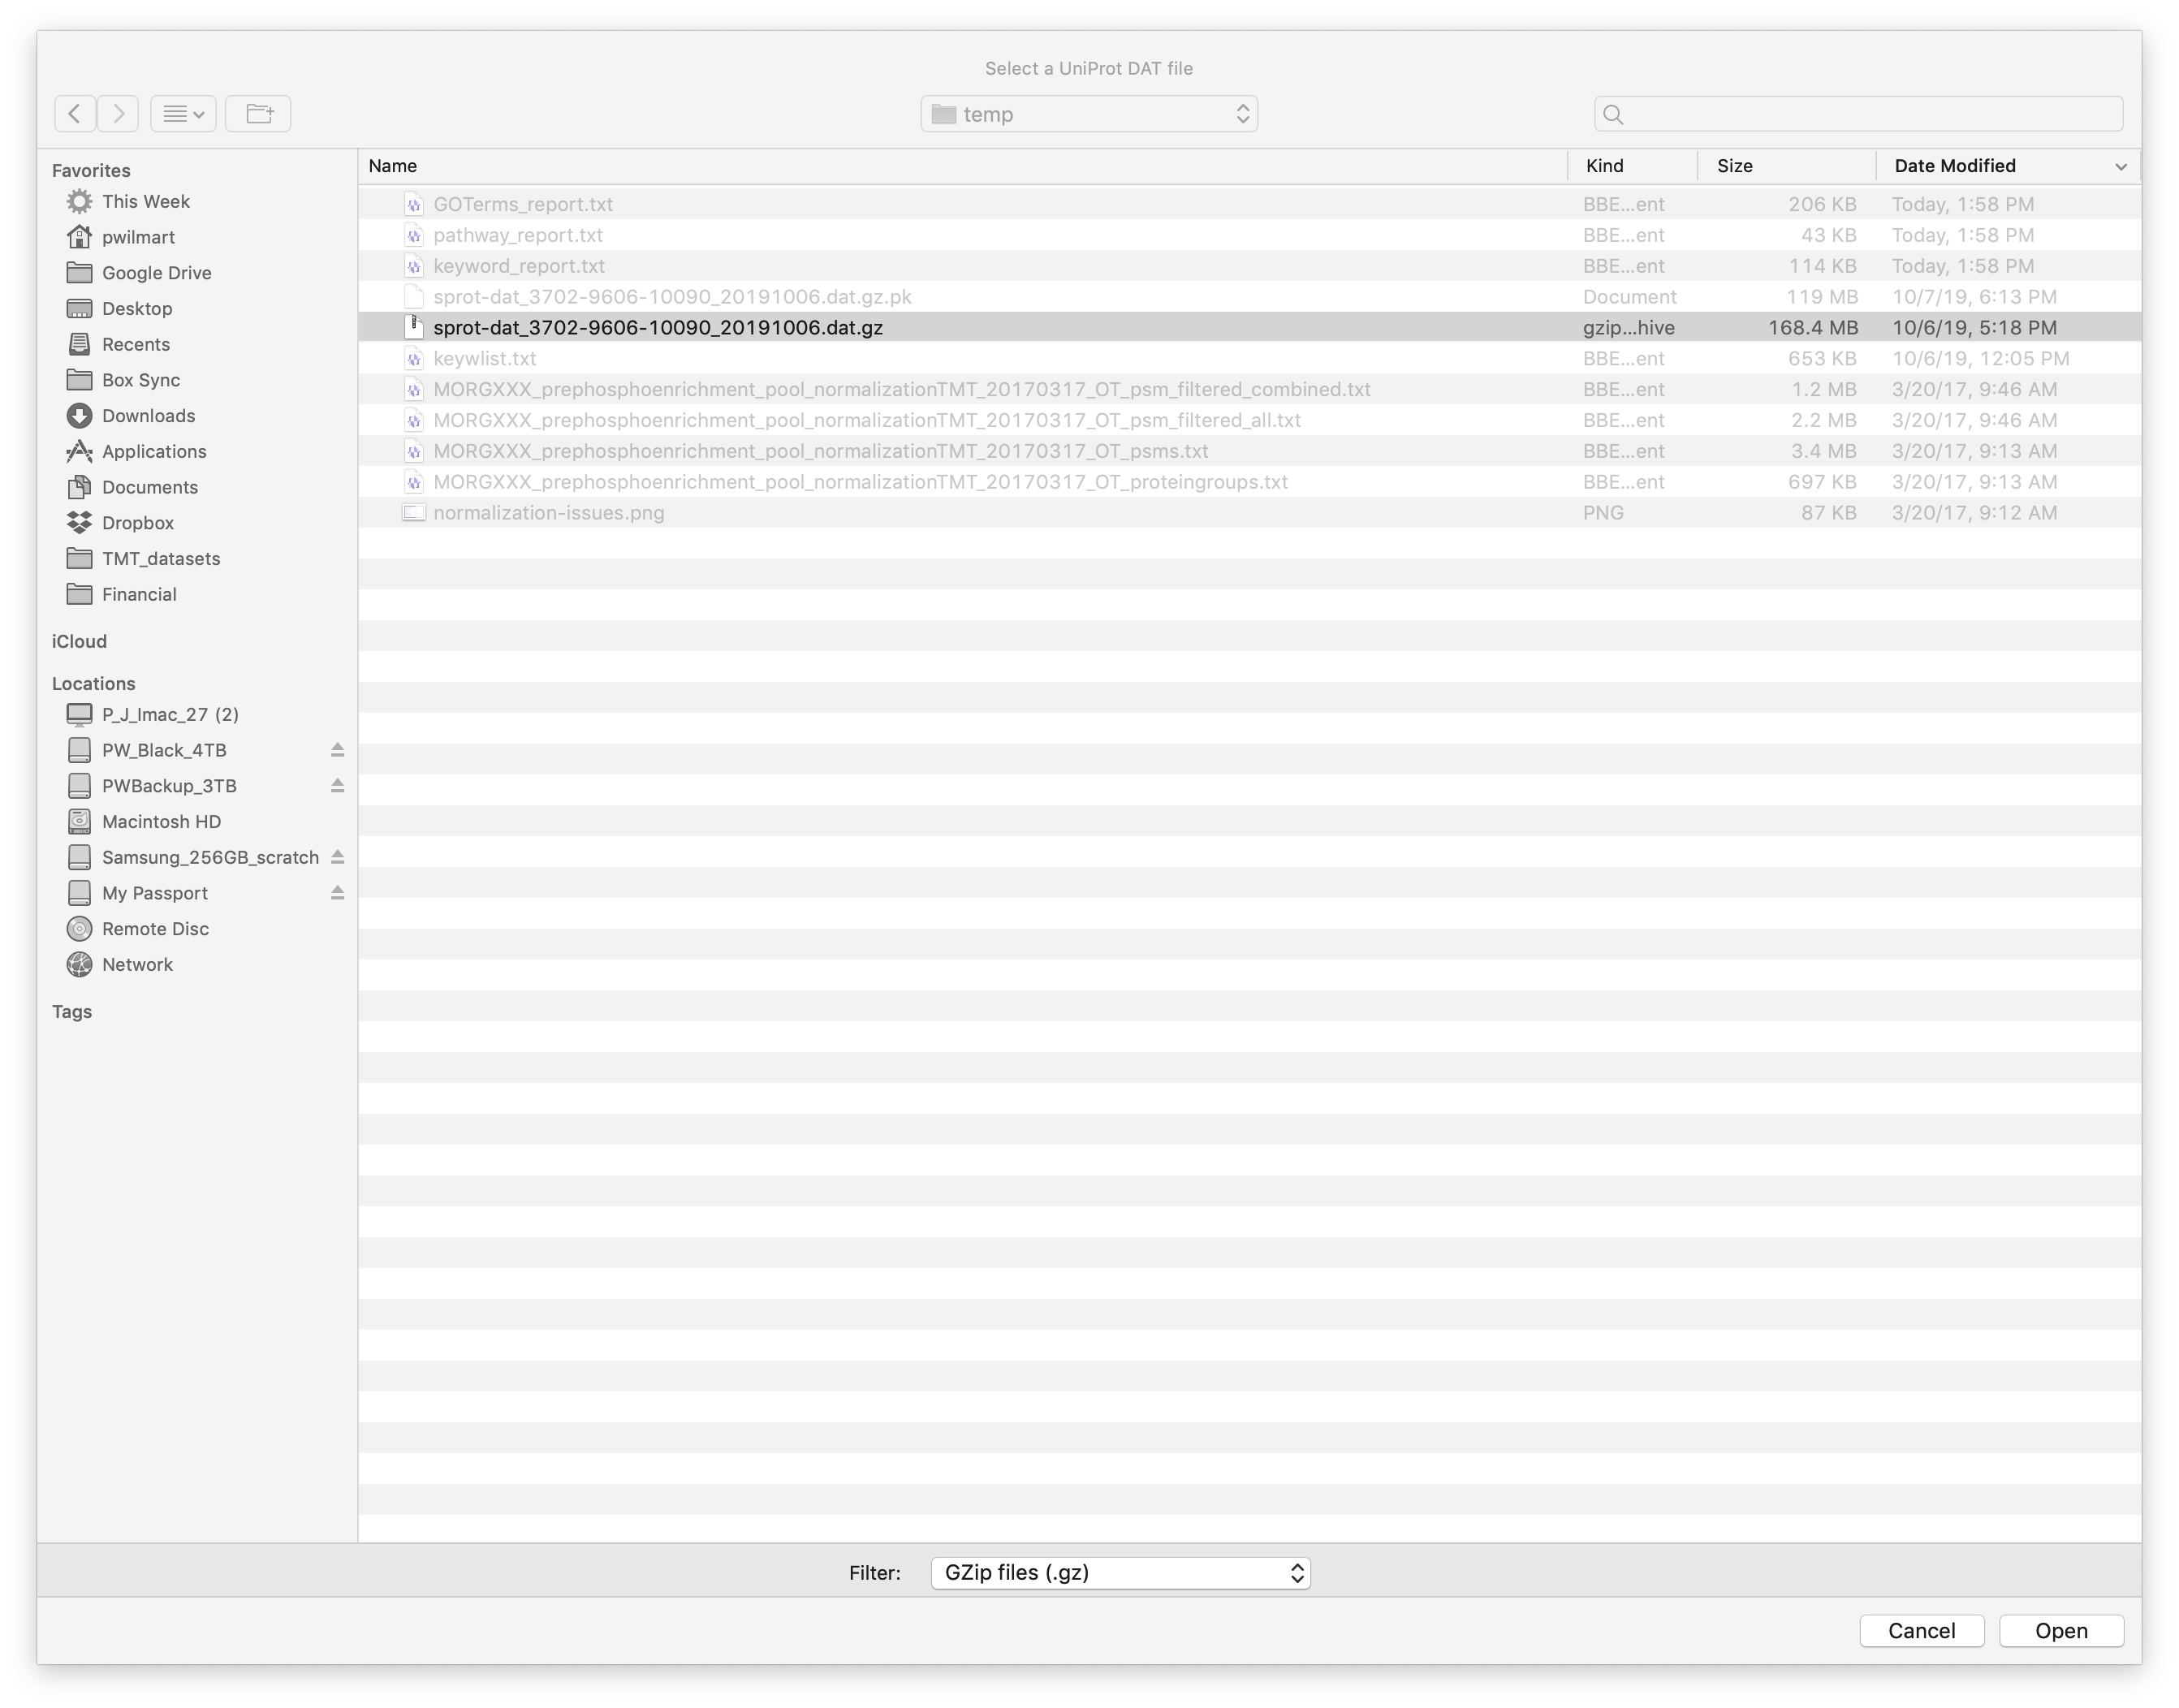 Select a UniProt DAT file
temp
Name Kind Size Date Modified
Favorites
This Week
pwilmart
Google Drive
Desktop
Recents
Box Sync
Downloads
Applications
Documents
Dropbox
TMT_datasets
Financial
iCloud
Locations
P_J_Imac_27 (2)
PW_Black_4TB
PWBackup_3TB
Macintosh HD
Samsung_256GB_scratch
My Passport
Remote Disc
Network
Tags
GOTerms_report.txt BBE...ent 206 KB Today, 1:58 PM
pathway_report.txt BBE...ent 43 KB Today, 1:58 PM
keyword_report.txt BBE...ent 114 KB Today, 1:58 PM
sprot-dat_3702-9606-10090_20191006.dat.gz.pk Document 119 MB 10/7/19, 6:13 PM
sprot-dat_3702-9606-10090_20191006.dat.gz gzip...hive 168.4 MB 10/6/19, 5:18 PM
keywlist.txt BBE...ent 653 KB 10/6/19, 12:05 PM
MORGXXX_prephosphoenrichment_pool_normalizationTMT_20170317_OT_psm_filtered_combined.txt BBE...ent 1.2 MB 3/20/17, 9:46 AM
MORGXXX_prephosphoenrichment_pool_normalizationTMT_20170317_OT_psm_filtered_all.txt BBE...ent 2.2 MB 3/20/17, 9:46 AM
MORGXXX_prephosphoenrichment_pool_normalizationTMT_20170317_OT_psms.txt BBE...ent 3.4 MB 3/20/17, 9:13 AM
MORGXXX_prephosphoenrichment_pool_normalizationTMT_20170317_OT_proteingroups.txt BBE...ent 697 KB 3/20/17, 9:13 AM
normalization-issues.png PNG 87 KB 3/20/17, 9:12 AM
Filter: GZip files (.gz)
Cancel Open